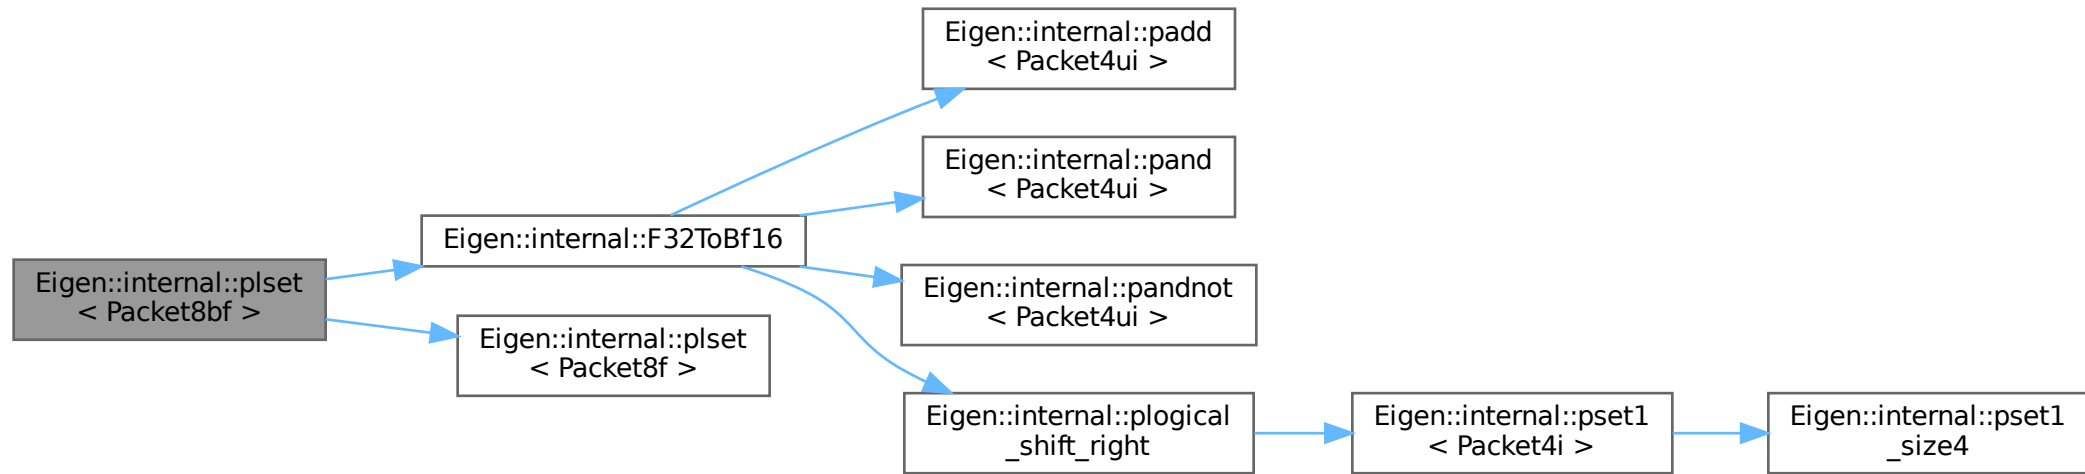 Eigen::internal::plset
< Packet8bf >
Eigen::internal::F32ToBf16
Eigen::internal::plset
< Packet8f >
Eigen::internal::padd
< Packet4ui >
Eigen::internal::pand
< Packet4ui >
Eigen::internal::pandnot
< Packet4ui >
Eigen::internal::plogical
_shift_right
Eigen::internal::pset1
< Packet4i >
Eigen::internal::pset1
_size4